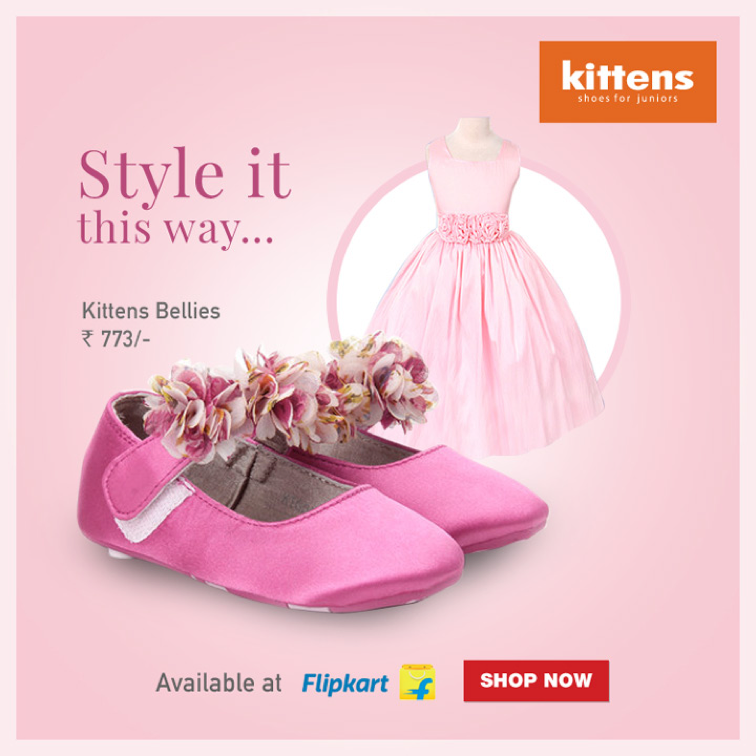 kittens
shoes for juniors
Style it
this way...
Kittens Bellies
₹ 773/-
Available at Flipkart SHOP NOW